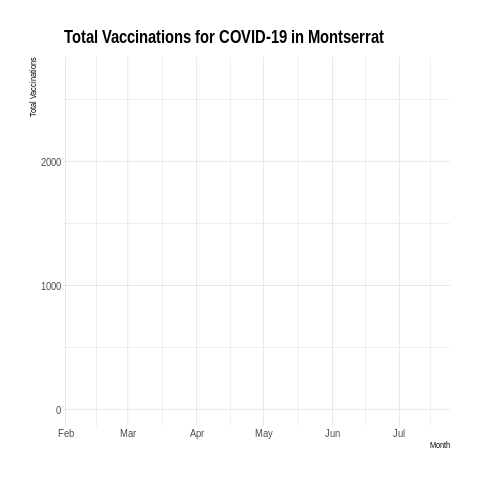 Total Vaccinations for COVID-19 in Montserrat
Total Vaccinations
2000
1000
0
Feb Mar Apr May Jun Jul
Month